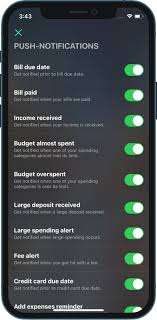 3:43
PUSH-NOTIFICATIONS
Bill due date
Get notified prior to bill due date.
Bill paid
Get notified when your bills are paid.
Income received
Get notified when your income is received.
Budget almost spent
Get notified when one of your spending
categories almost met its limit.
Budget overspent
Get notified when one of your spending
categories is over its limit.
Large deposit received
Get notified when a large deposit received.
Large spending alert
Get notified when large spending occurs.
Fee alert
Get notified when you got hit with a fee.
Credit card due date
Get notified prior to credit card due date.
Add expenses reminder